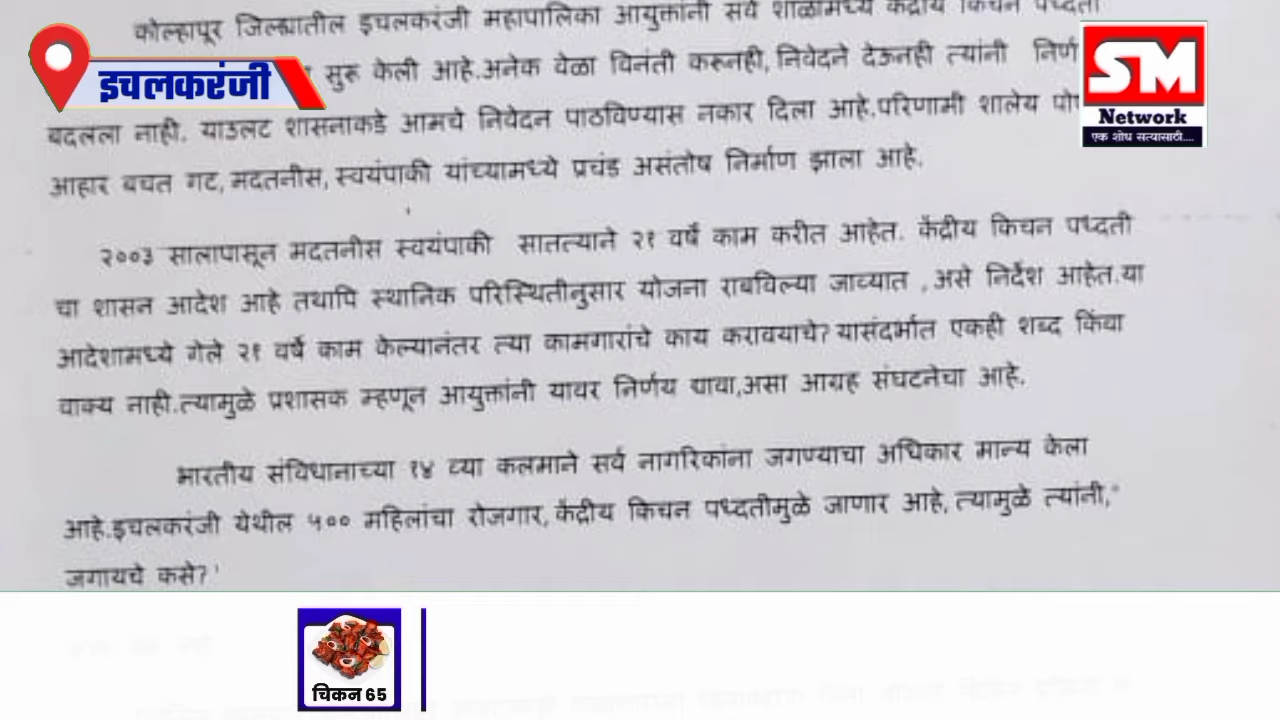 कोल्हापूर जिल्ह्यातील इचलकरंजी महापालिका आयुक्तांनी सर्व शाळांमध्ये केंद्रीय किचन पध्दती
इचलकरंजी
सुरू केली आहे.अनेक वेळा विनंती करूनही, निवेदने देऊनही त्यांनी
SM
Network
एक शोध सत्यासाठी....
बदलला नाही. याउलट शासनाकडे आमचे निवेदन पाठविण्यास नकार दिला आहे.परिणामी शालेय
आहार बचत गट, मदतनीस, स्वयंपाकी यांच्यामध्ये प्रचंड असंतोष निर्माण झाला आहे.
२००३ सालापासून मदतनीस स्वयंपाकी सातत्याने २१ वर्षे काम करीत आहेत. केंद्रीय किचन पध्दती
चा शासन आदेश आहे तथापि स्थानिक परिस्थितीनुसार योजना राबविल्या जाव्यात , असे निर्देश आहेत.या
आदेशामध्ये गेले २१ वर्षे काम केल्यानंतर त्या कामगारांचे काय करावयाचे? यासंदर्भात एकही शब्द किंवा
वाक्य नाही.त्यामुळे प्रशासक म्हणून आयुक्तांनी यावर निर्णय द्यावा,असा आग्रह संघटनेचा आहे.
भारतीय संविधानाच्या १४ व्या कलमाने सर्व नागरिकांना जगण्याचा अधिकार मान्य केला
आहे.इचलकरंजी येथील ५०० महिलांचा रोजगार, केंद्रीय किचन पध्दतीमुळे जाणार आहे, त्यामुळे त्यांनी,"
जगायचे कसे? '
चिकन 65